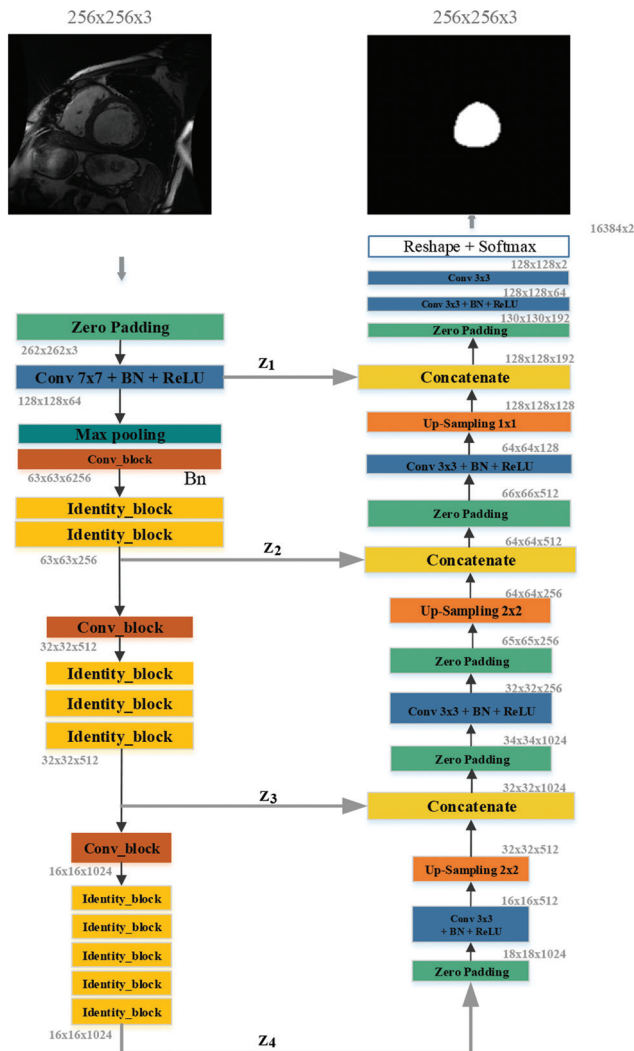 256x256x3
Zero Padding
262x262x3
Conv 7x7 + BN + ReLU
128x128x64
Max pooling
Conv_block
63x63x6256
Bn
Identity_block
Identity_block
63x63x256
Conv_block
32x32x512
Identity_block
Identity_block
Identity_block
32x32x512
Conv_block
16x16x1024
Identity_block
Identity_block
Identity_block
Identity_block
Identity_block
16x16x1024
Z1
Z2
Z3
Z4
256x256x3
16384x2
Reshape + Softmax
128x128x2
Conv 3x3
128x128x64
Conv 3x3 + BN + ReLU
130x130x192
Zero Padding
128x128x192
Concatenate
128x128x128
Up-Sampling 1x1
64x64x128
Conv 3x3 + BN + ReLU
66x66x512
Zero Padding
64x64x512
Concatenate
64x64x256
Up-Sampling 2x2
65x65x256
Zero Padding
32x32x256
Conv 3x3 + BN + ReLU
34x34x1024
Zero Padding
32x32x1024
Concatenate
32x32x512
Up-Sampling 2x2
16x16x512
Conv 3x3
+ BN + ReLU
18x18x1024
Zero Padding